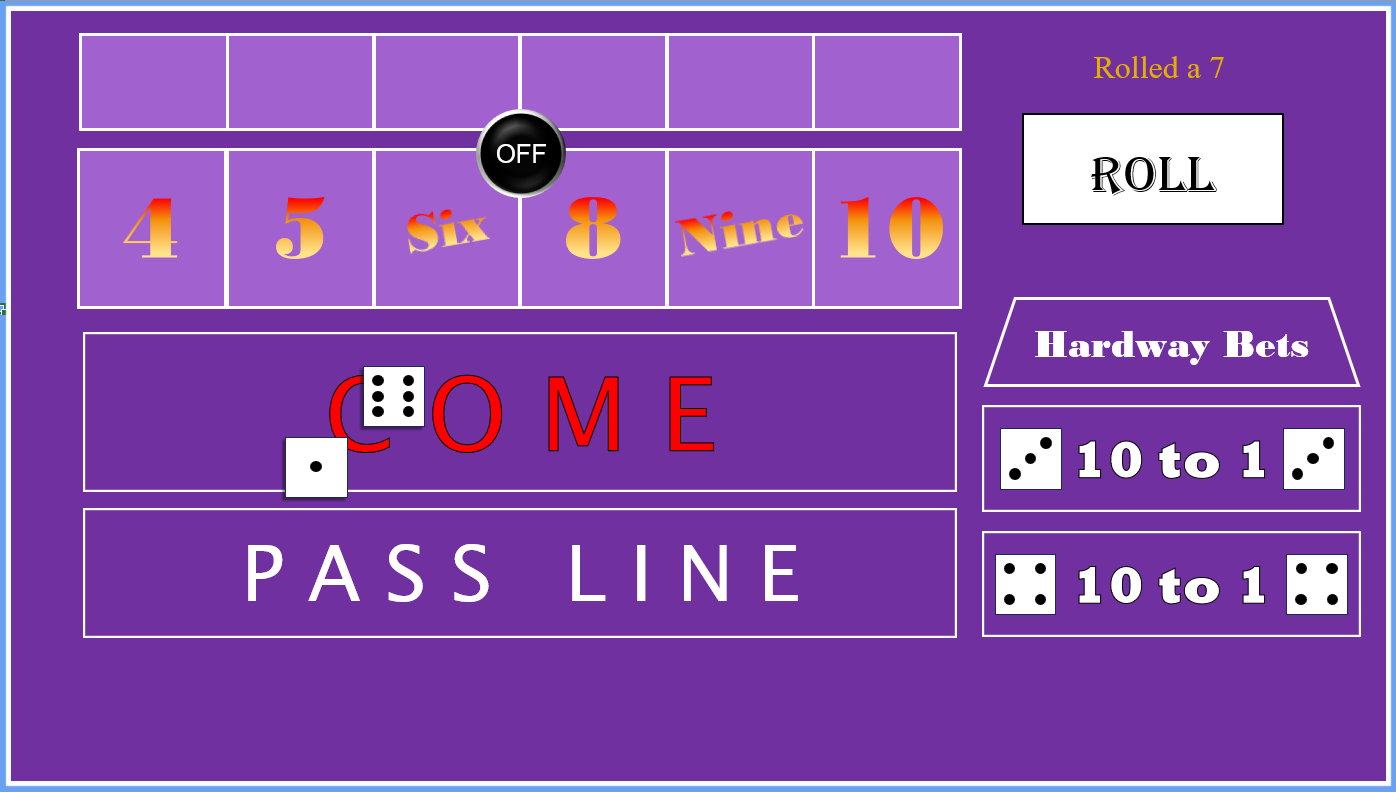 Rolled a 7
OFF
ROLL
4 5 Six 8 Nine 10
Hardway Bets
COME
10 to 1
PASS LINE
10 to 1